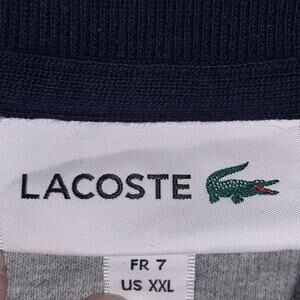 LACOSTE
FR 7
US XXL